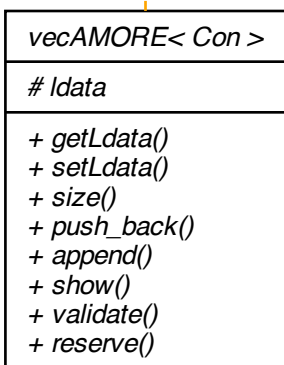 vecAMORE< Con >
# ldata
+ getLdata()
+ setLdata()
+ size()
+ push_back()
+ append()
+ show()
+ validate()
+ reserve()